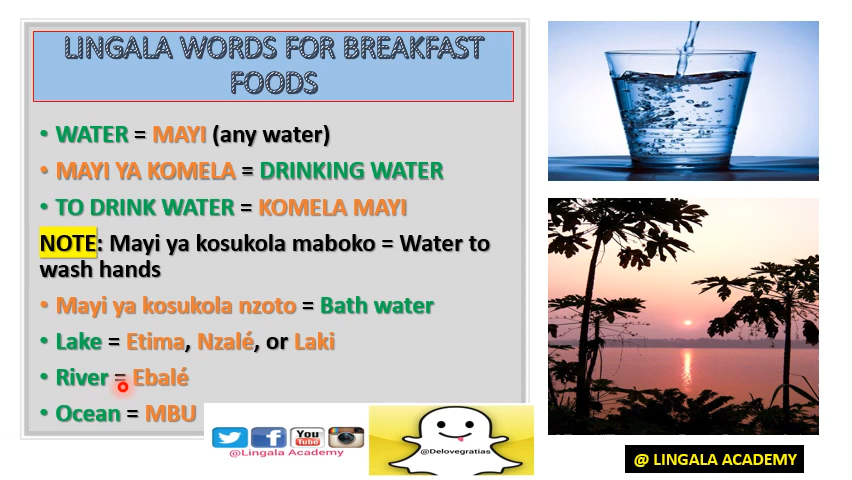 LINGALA WORDS FOR BREAKFAST
FOODS
• WATER = MAYI (any water)
• MAYI YA KOMELA = DRINKING WATER
• TO DRINK WATER = KOMELA MAYI
NOTE: Mayi ya kosukola maboko = Water to
wash hands
• Mayi ya kosukola nzoto = Bath water
• Lake = Etima, Nzalé, or Laki
• River = Ebalé
• Ocean = MBU
You
Tube
@Lingala Academy
@Delovegratias
@ LINGALA ACADEMY